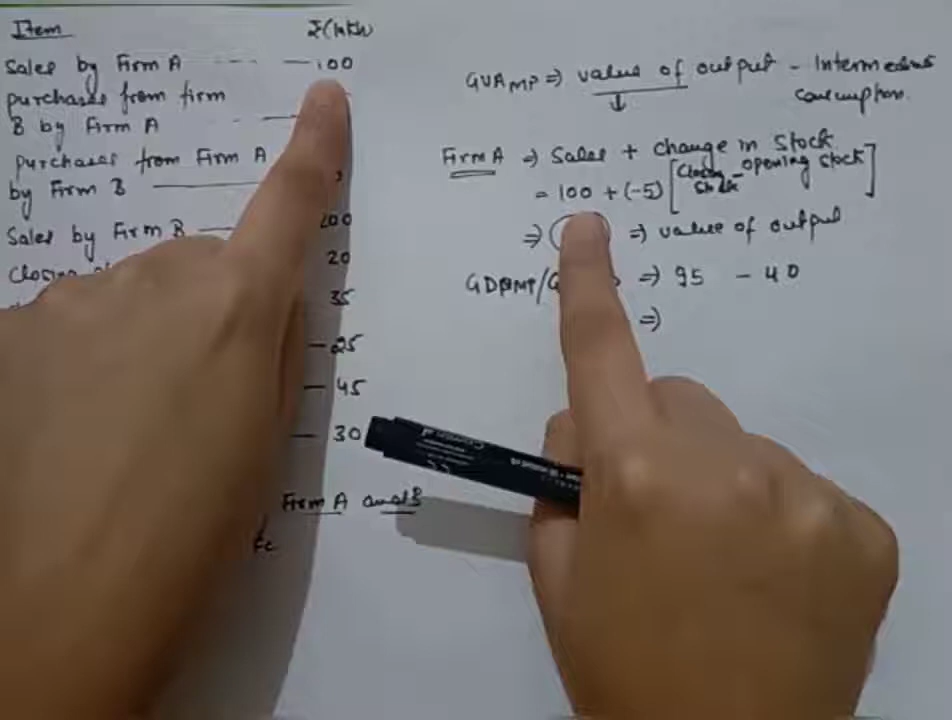 Item ₹(lakh)
Sales by Firm A ---- — 100
purchases from firm
B by Firm A --- —
purchases from Firm A
by Firm B ———
Sales by Firm B — 200
Closing 20
35
— 25
— 45
— 30
Firm A and B
GVAMP => value of output - Intermediate
consumption.
Firm A => Sales + change in stock
= 100 + (-5) [Closing stock - opening stock]
=> => value of output
GDPMP/G => 95 - 40
=>